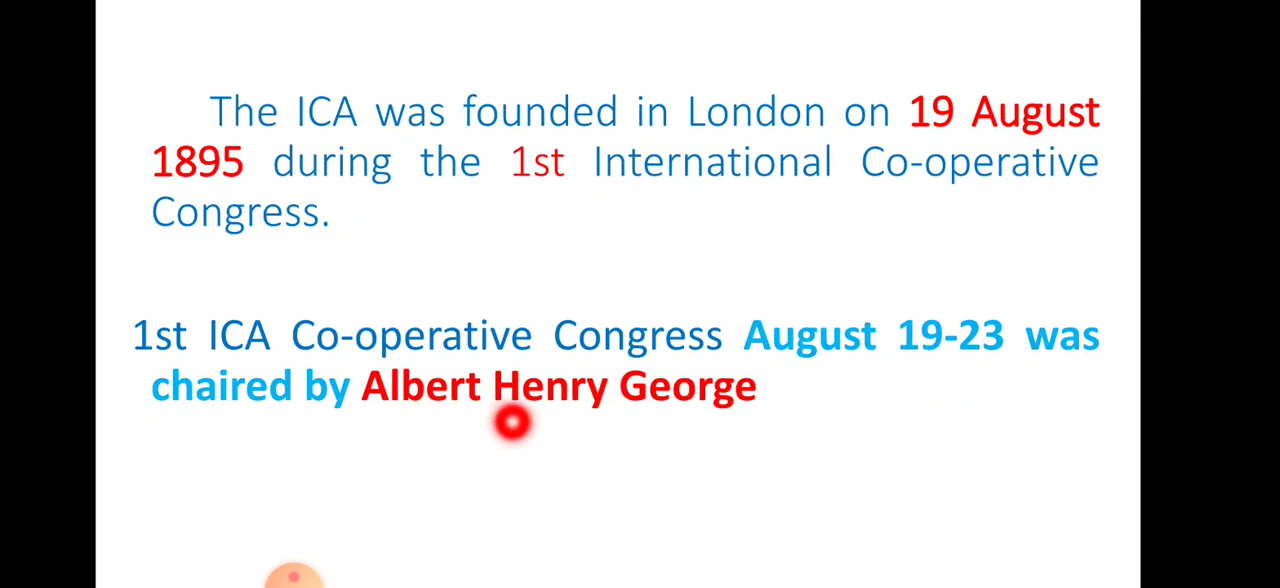 The ICA was founded in London on 19 August
1895 during the 1st International Co-operative
Congress.
1st ICA Co-operative Congress August 19-23 was
chaired by Albert Henry George